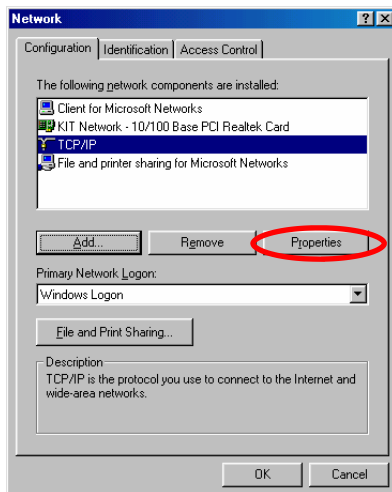 Network
Configuration Identification Access Control
The following network components are installed:
Client for Microsoft Networks
KIT Network - 10/100 Base PCI Realtek Card
TCP/IP
File and printer sharing for Microsoft Networks
Add... Remove Properties
Primary Network Logon:
Windows Logon
File and Print Sharing...
Description
TCP/IP is the protocol you use to connect to the Internet and
wide-area networks.
OK Cancel